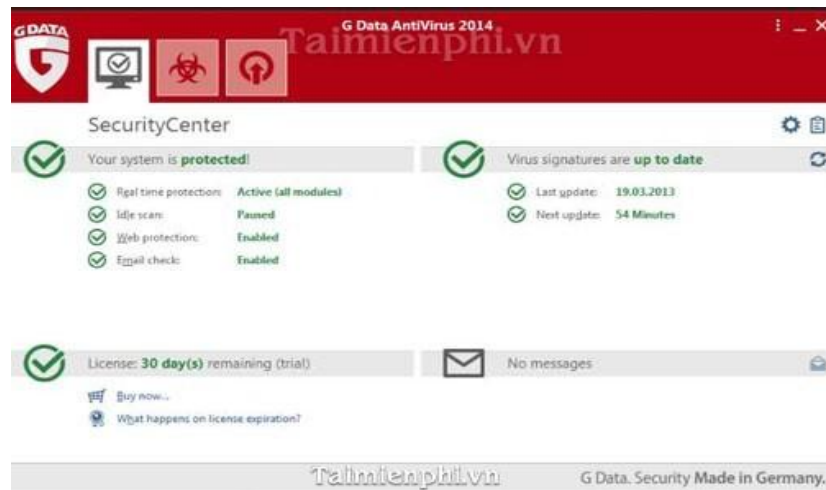 G DATA
G Data AntiVirus 2014
Taimienphi.vn
SecurityCenter
Your system is protected!
Real time protection: Active (all modules)
Idle scan: Paused
Web protection: Enabled
Email check: Enabled
Virus signatures are up to date
Last update: 19.03.2013
Next update: 54 Minutes
License: 30 day(s) remaining (trial)
Buy now...
What happens on license expiration?
No messages
Taimienphi.vn
G Data. Security Made in Germany.